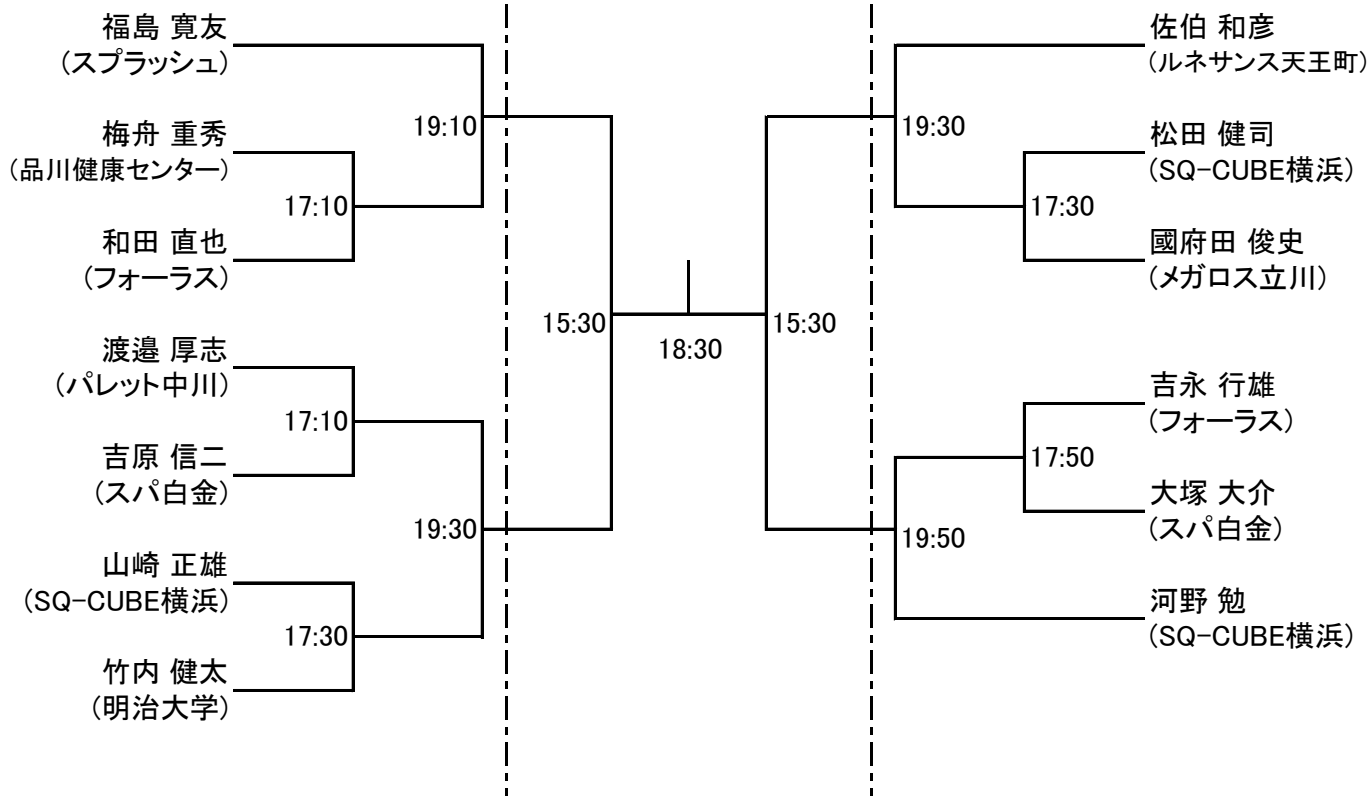 福島 寛友
(スプラッシュ)
19:10
梅舟 重秀
(品川健康センター)
17:10
和田 直也
(フォーラス)
渡邉 厚志
(パレット中川)
17:10
吉原 信二
(スパ白金)
19:30
山崎 正雄
(SQ-CUBE横浜)
17:30
竹内 健太
(明治大学)
15:30
18:30
15:30
佐伯 和彦
(ルネサンス天王町)
19:30
松田 健司
(SQ-CUBE横浜)
17:30
國府田 俊史
(メガロス立川)
吉永 行雄
(フォーラス)
17:50
大塚 大介
(スパ白金)
19:50
河野 勉
(SQ-CUBE横浜)